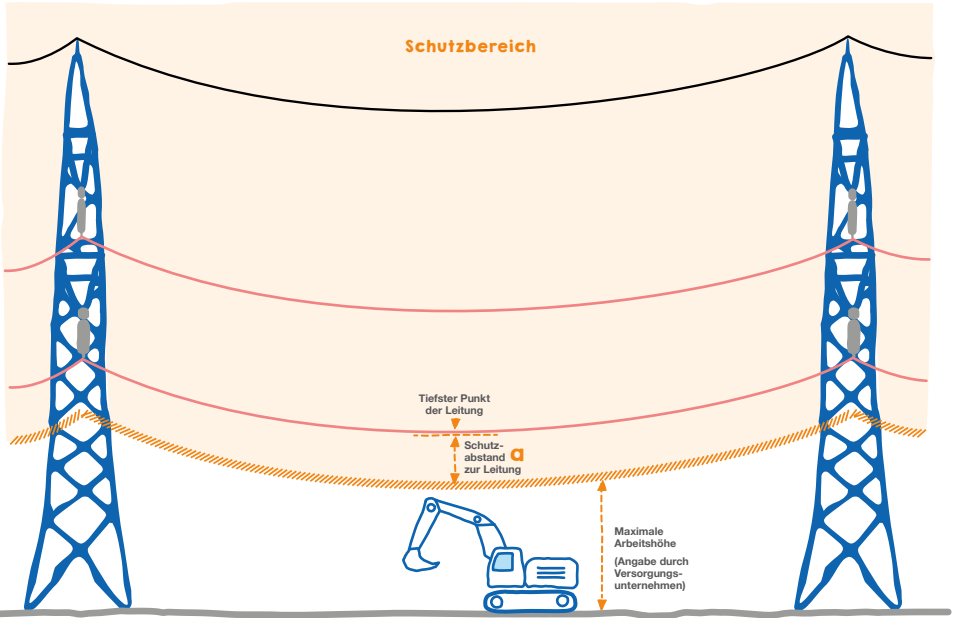 Schutzbereich
Tiefster Punkt
der Leitung
Schutz-
abstand a
zur Leitung
Maximale
Arbeitshöhe
(Angabe durch
Versorgungs-
unternehmen)